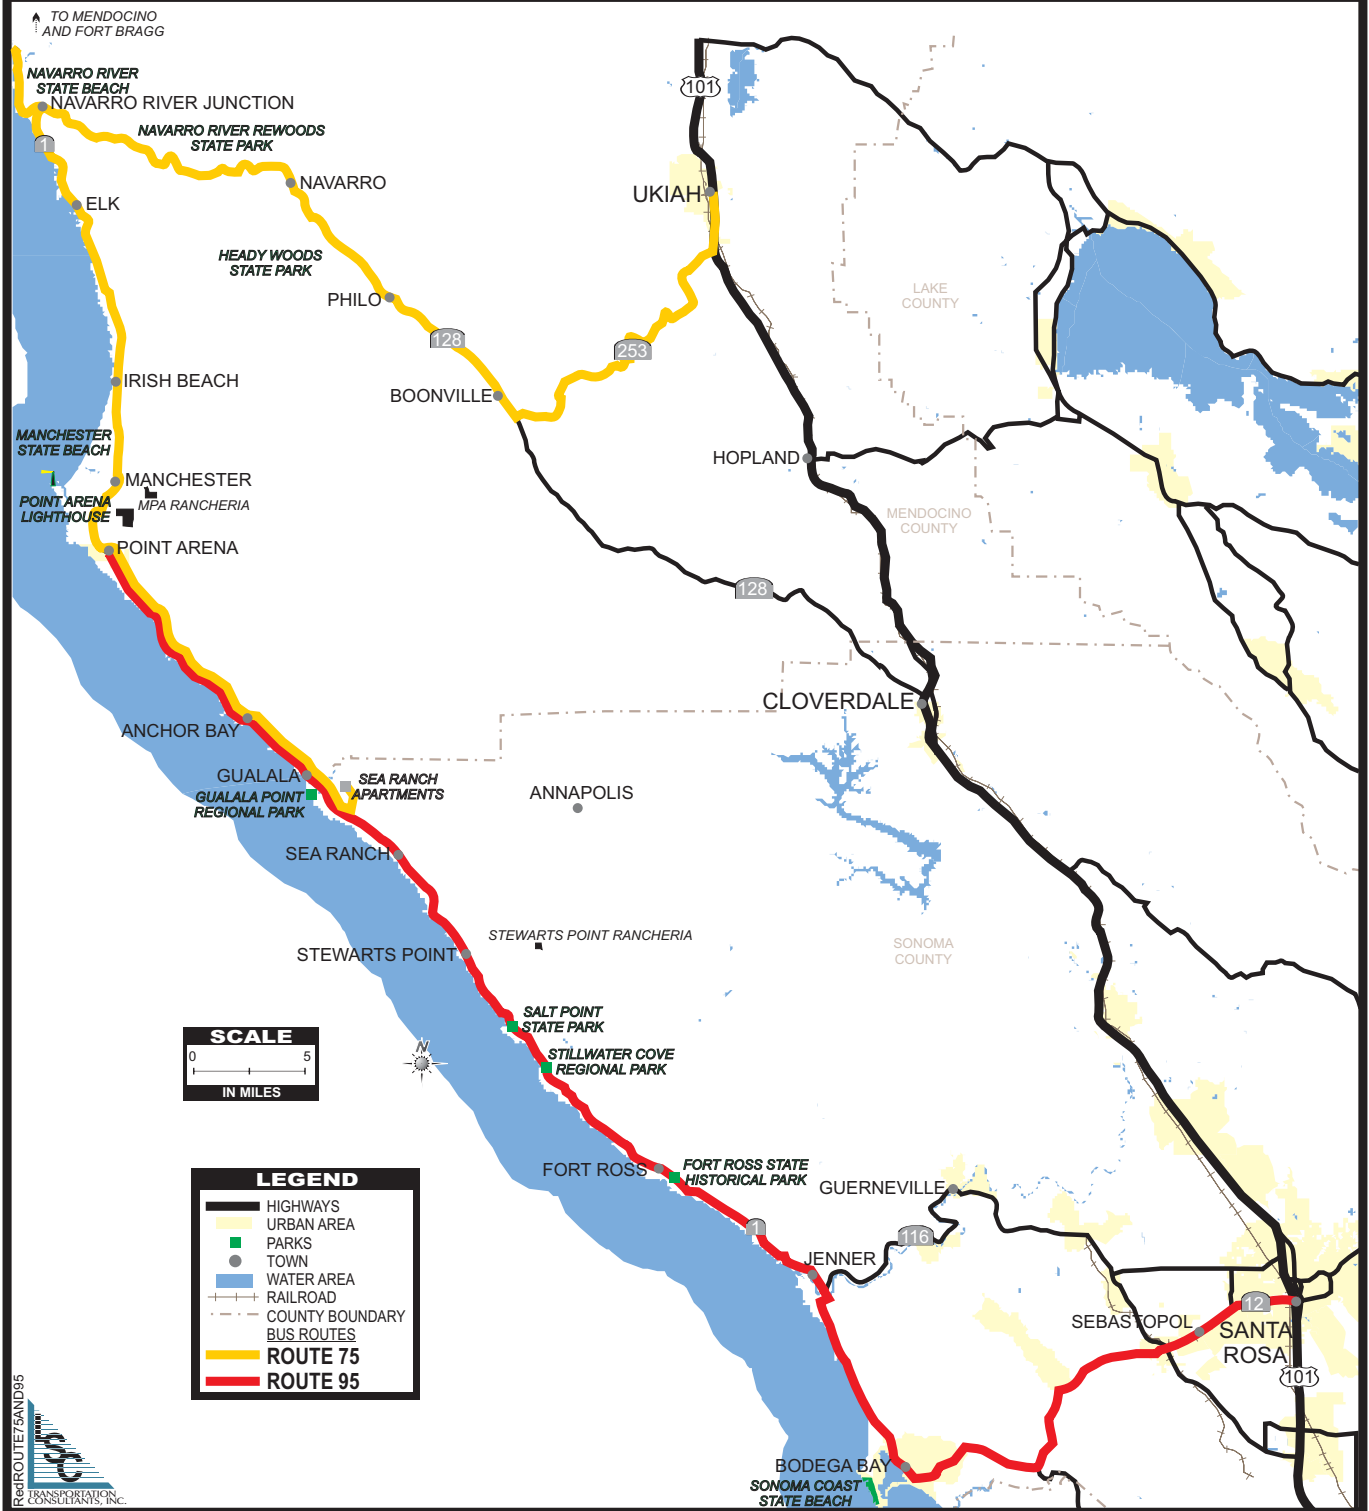 TO MENDOCINO
AND FORT BRAGG
NAVARRO RIVER
STATE BEACH
NAVARRO RIVER JUNCTION
NAVARRO RIVER REWOODS
STATE PARK
1
NAVARRO
ELK
HEADY WOODS
STATE PARK
PHILO
128
BOONVILLE
253
101
UKIAH
LAKE
COUNTY
IRISH BEACH
MANCHESTER
STATE BEACH
MANCHESTER
MPA RANCHERIA
POINT ARENA
LIGHTHOUSE
POINT ARENA
HOPLAND
MENDOCINO
COUNTY
128
CLOVERDALE
ANCHOR BAY
GUALALA
SEA RANCH
APARTMENTS
GUALALA POINT
REGIONAL PARK
ANNAPOLIS
SEA RANCH
STEWARTS POINT
STEWARTS POINT RANCHERIA
SONOMA
COUNTY
SALT POINT
STATE PARK
STILLWATER COVE
REGIONAL PARK
N
SCALE
0 5
IN MILES
FORT ROSS
FORT ROSS STATE
HISTORICAL PARK
GUERNEVILLE
1
116
JENNER
12
SEBASTOPOL
SANTA
ROSA
101
BODEGA BAY
SONOMA COAST
STATE BEACH
LEGEND
HIGHWAYS
URBAN AREA
PARKS
TOWN
WATER AREA
RAILROAD
COUNTY BOUNDARY
BUS ROUTES
ROUTE 75
ROUTE 95
RedROUTE75AND95
LSC
TRANSPORTATION
CONSULTANTS, INC.